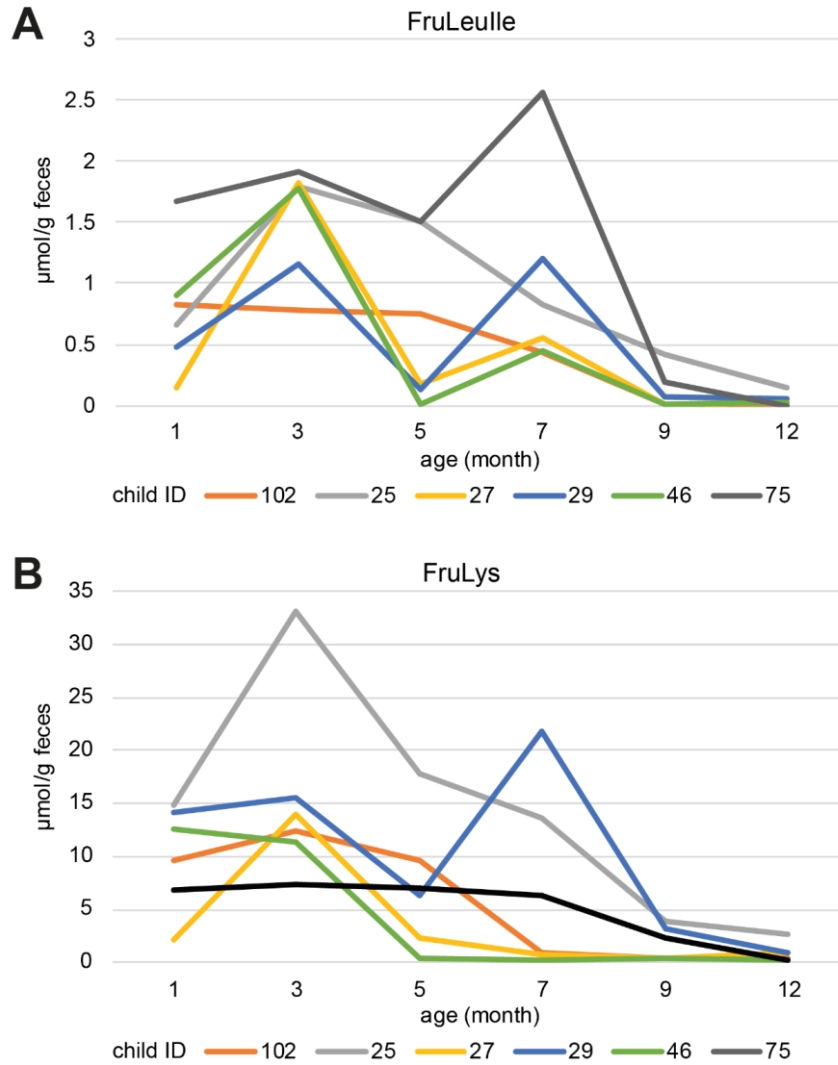 A
FruLeuIle
3
2.5
2
1.5
1
0.5
0
µmol/g feces
1 3 5 7 9 12
age (month)
child ID 102 25 27 29 46 75
B
FruLys
35
30
25
20
15
10
5
0
µmol/g feces
1 3 5 7 9 12
age (month)
child ID 102 25 27 29 46 75